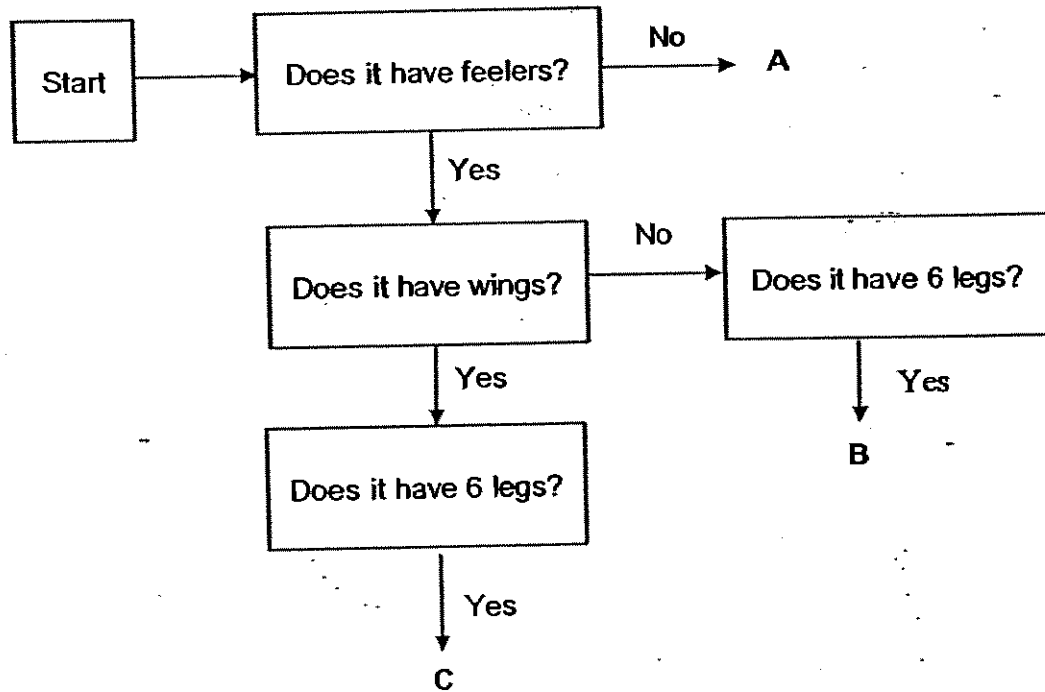 No
Start
Does it have feelers?
A
Yes
No
Does it have wings?
Does it have 6 legs?
Yes
Yes
B
Does it have 6 legs?
Yes
C